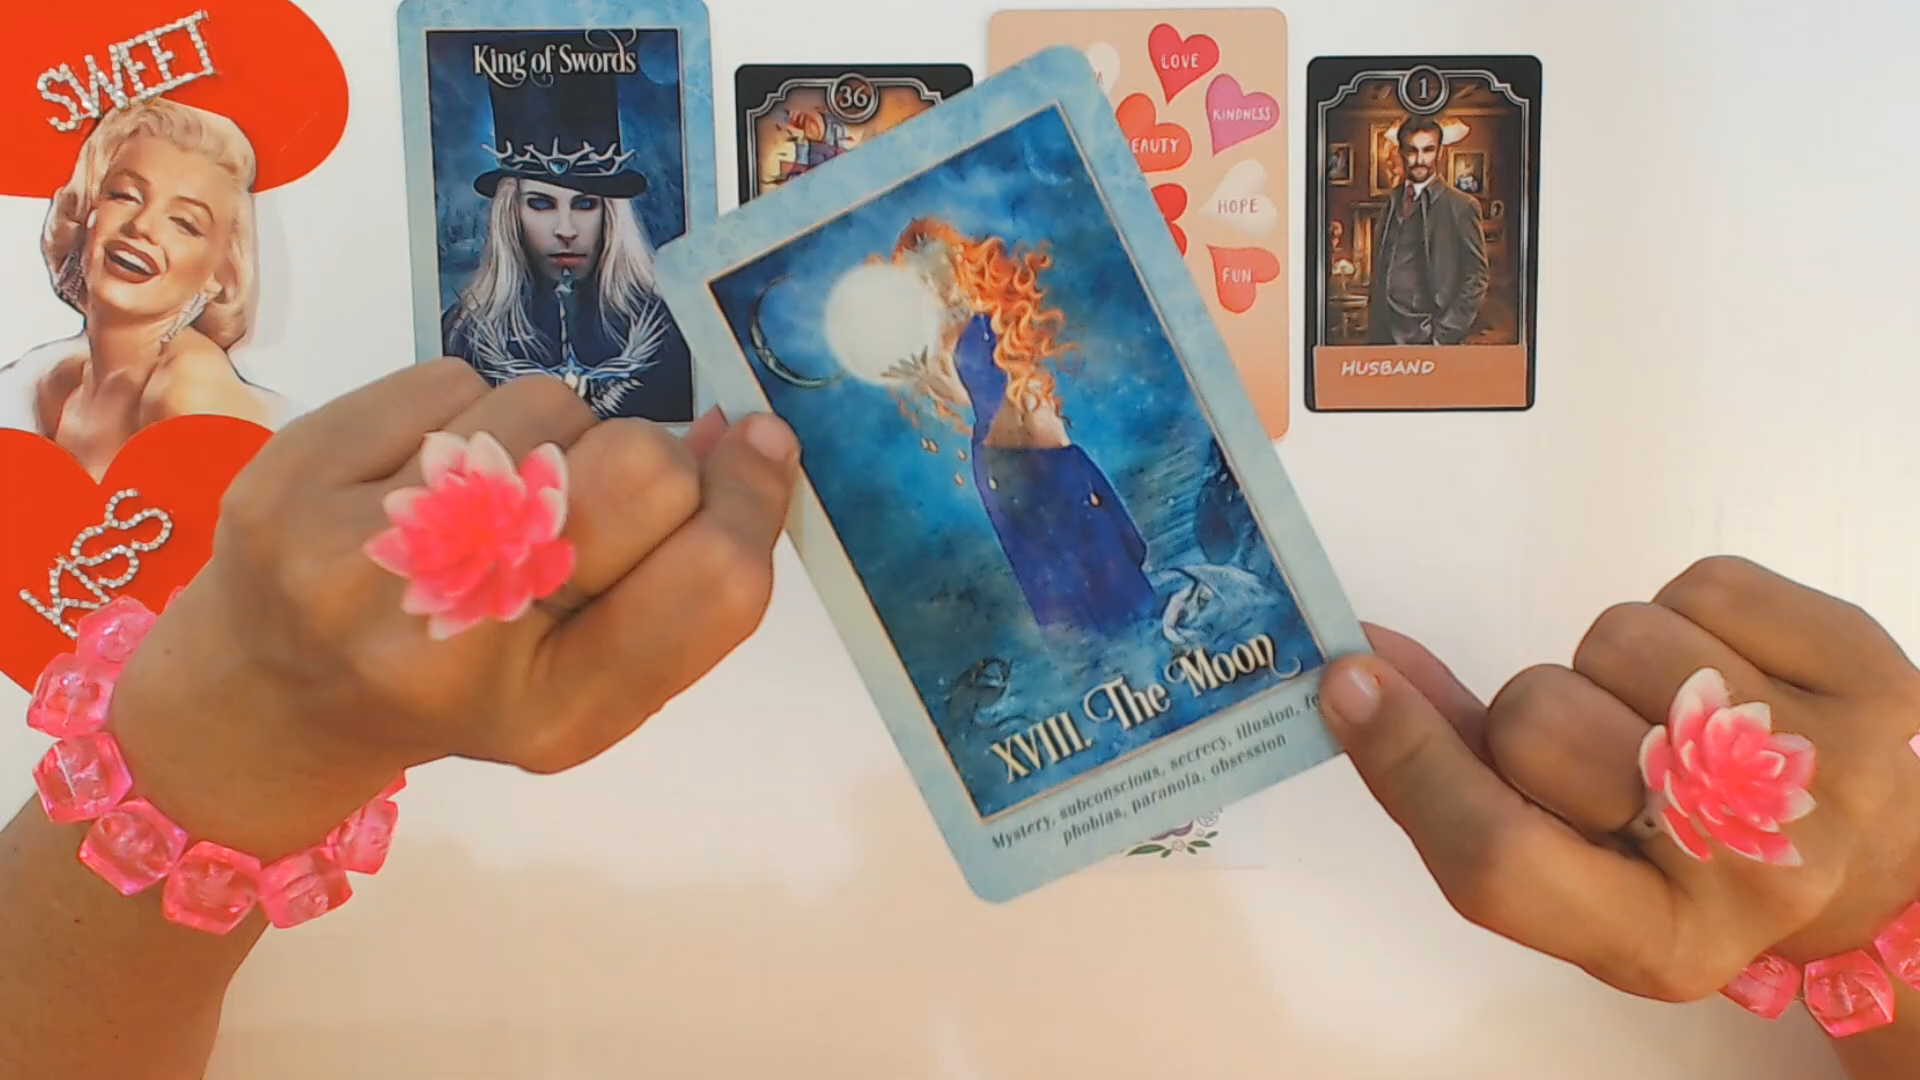 SWEET
KISS
King of Swords
36
LOVE
KINDNESS
HOPE
FUN
1
HUSBAND
XVIII. The Moon
Mystery, subconscious, secrecy, illusion,
phobias, paranoia, obsession